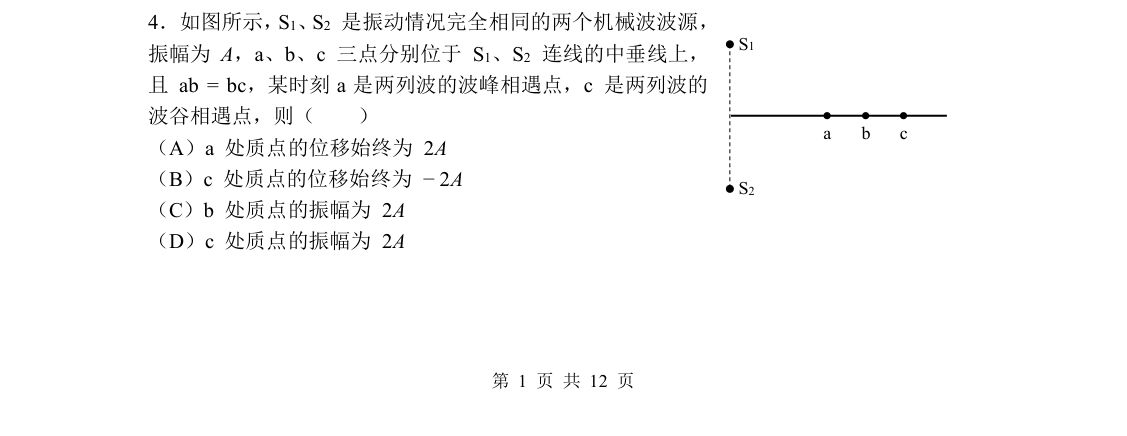 4．如图所示，S1、S2 是振动情况完全相同的两个机械波波源，
振幅为 A，a、b、c 三点分别位于 S1、S2 连线的中垂线上，
且 ab = bc，某时刻 a 是两列波的波峰相遇点，c 是两列波的
波谷相遇点，则（  ）
（A）a 处质点的位移始终为 2A
（B）c 处质点的位移始终为 －2A
（C）b 处质点的振幅为 2A
（D）c 处质点的振幅为 2A
S1
a b c
S2
第 1 页 共 12 页